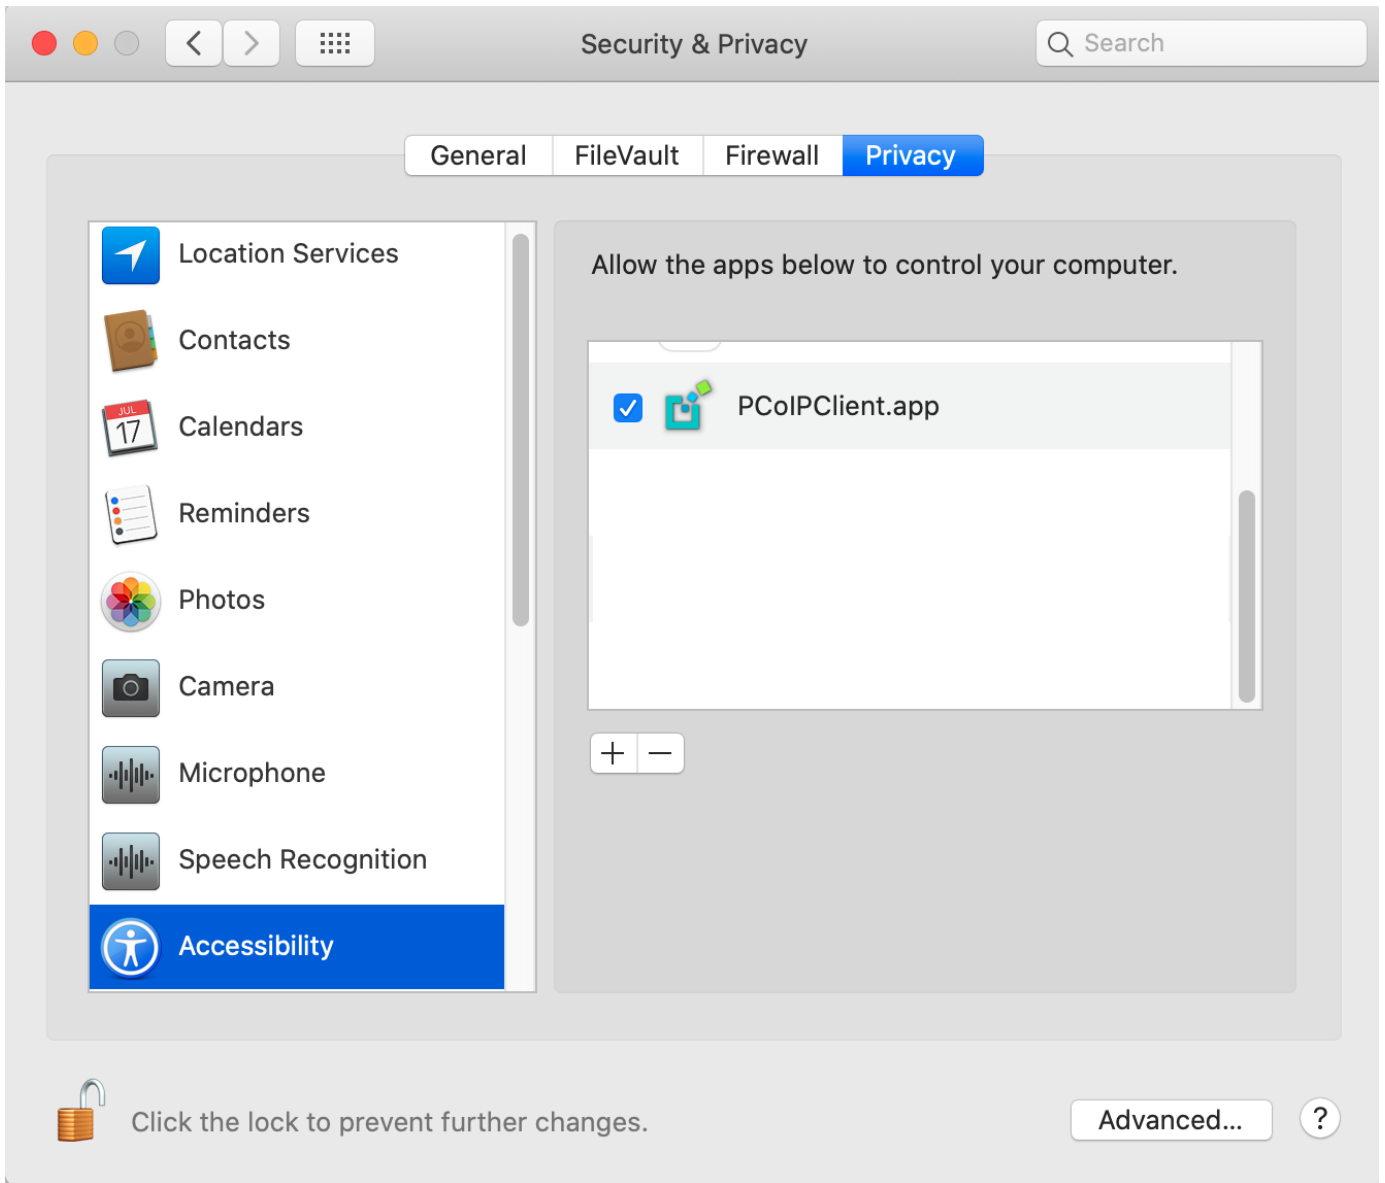 Security & Privacy
Search
General
FileVault
Firewall
Privacy
Location Services
Contacts
JUL
17
Calendars
Reminders
Photos
Camera
Microphone
Speech Recognition
Accessibility
Allow the apps below to control your computer.
PCoIPClient.app
Click the lock to prevent further changes.
Advanced...
?